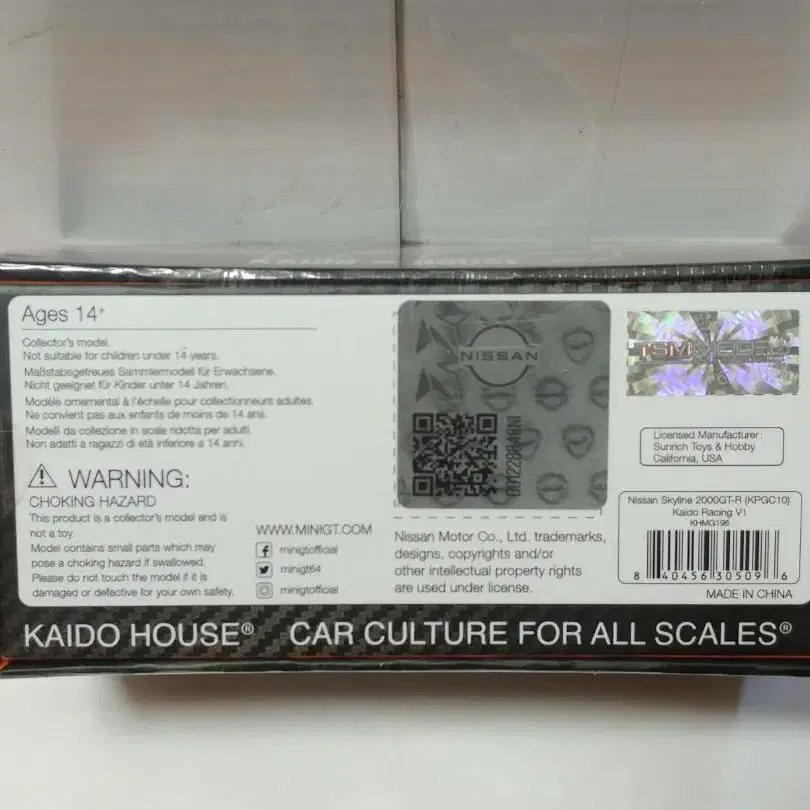 Ages 14+
Collector's model.
Not suitable for children under 14 years.
Maßstabsgetreues Sammlermodell für Erwachsene.
Nicht geeignet für Kinder unter 14 Jahren.
Modèle ornemental à l'échelle pour collectionneurs adultes.
Ne convient pas aux enfants de moins de 14 ans.
Modelli da collezione in scale ridotta per adulti.
Non adatti a ragazzi di età inferiore a 14 anni.
WARNING:
CHOKING HAZARD
This product is a collector's model and is
not a toy.
Model contains small parts which may
pose a choking hazard if swallowed.
Please do not touch the model if it is
damaged or defective for your own safety.
WWW.MINIGT.COM
minigtofficial
minigt64
minigtofficial
NISSAN
Nissan Motor Co., Ltd. trademarks,
designs, copyrights and/or
other intellectual property rights
are used under license.
TSM MODEL
Licensed Manufacturer :
Sunrich Toys & Hobby
California, USA
Nissan Skyline 2000GT-R (KPGC10)
Kaido Racing V1
KHMG196
8 40456 30509 6
MADE IN CHINA
KAIDO HOUSE® CAR CULTURE FOR ALL SCALES®